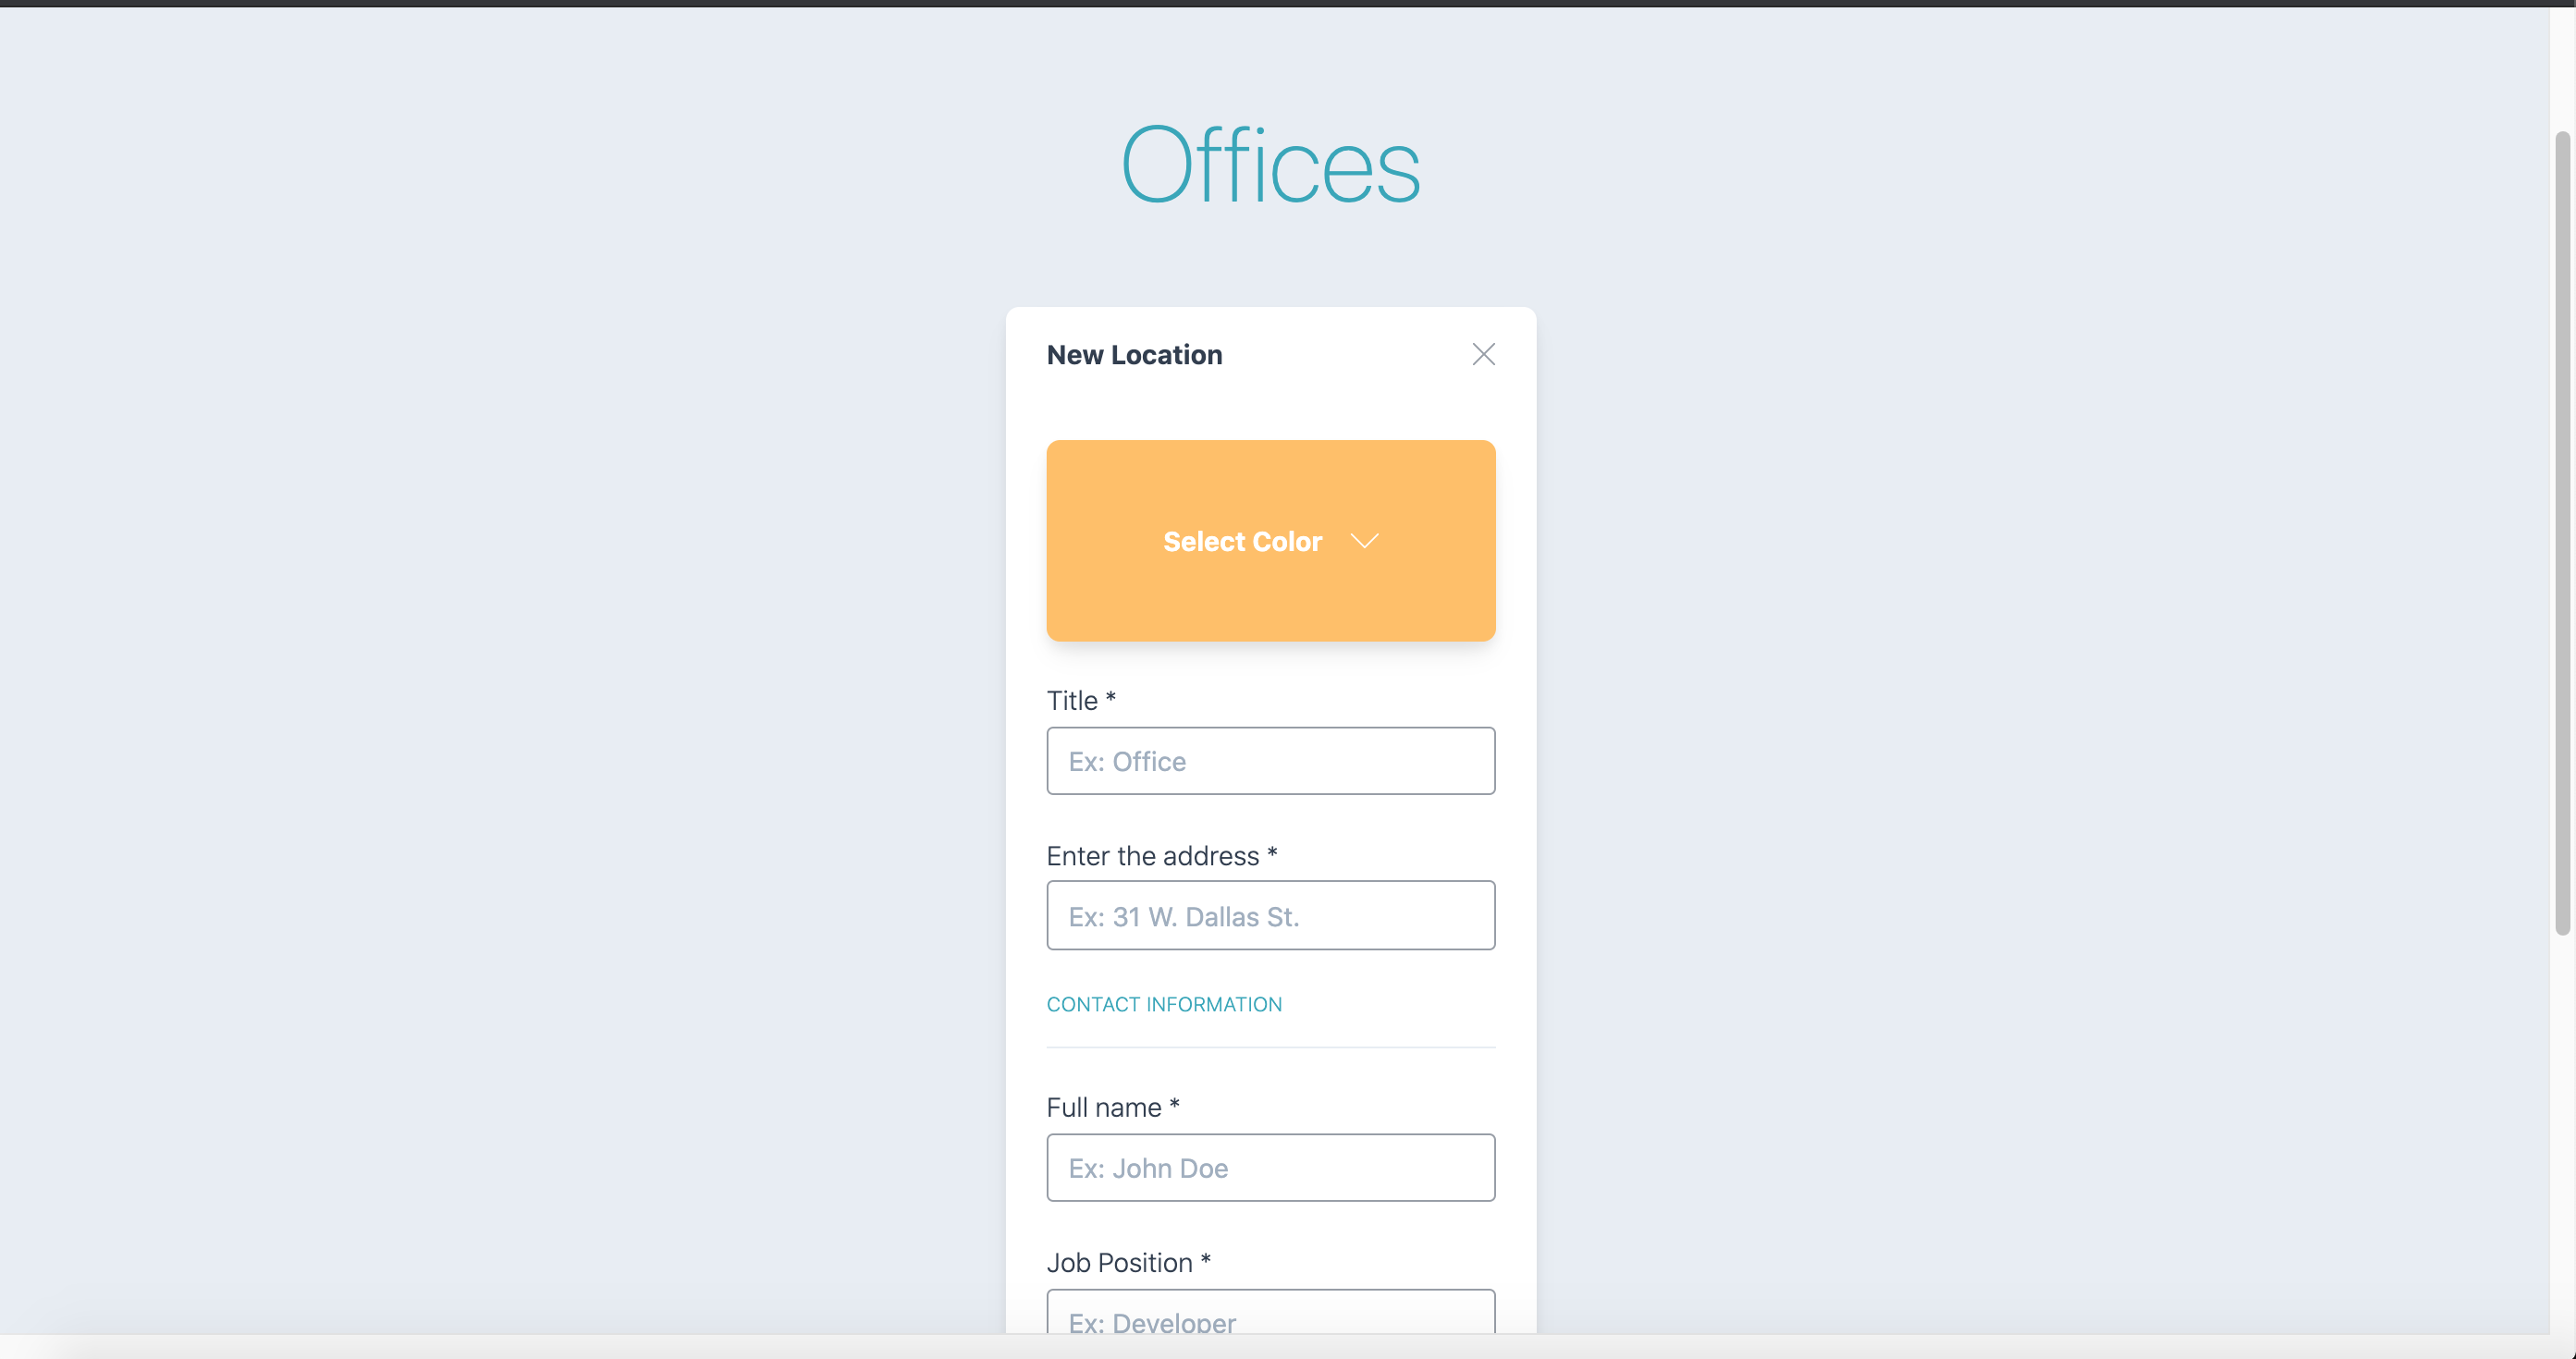 Offices
New Location
Select Color
Title *
Ex: Office
Enter the address *
Ex: 31 W. Dallas St.
CONTACT INFORMATION
Full name *
Ex: John Doe
Job Position *
Ex: Developer